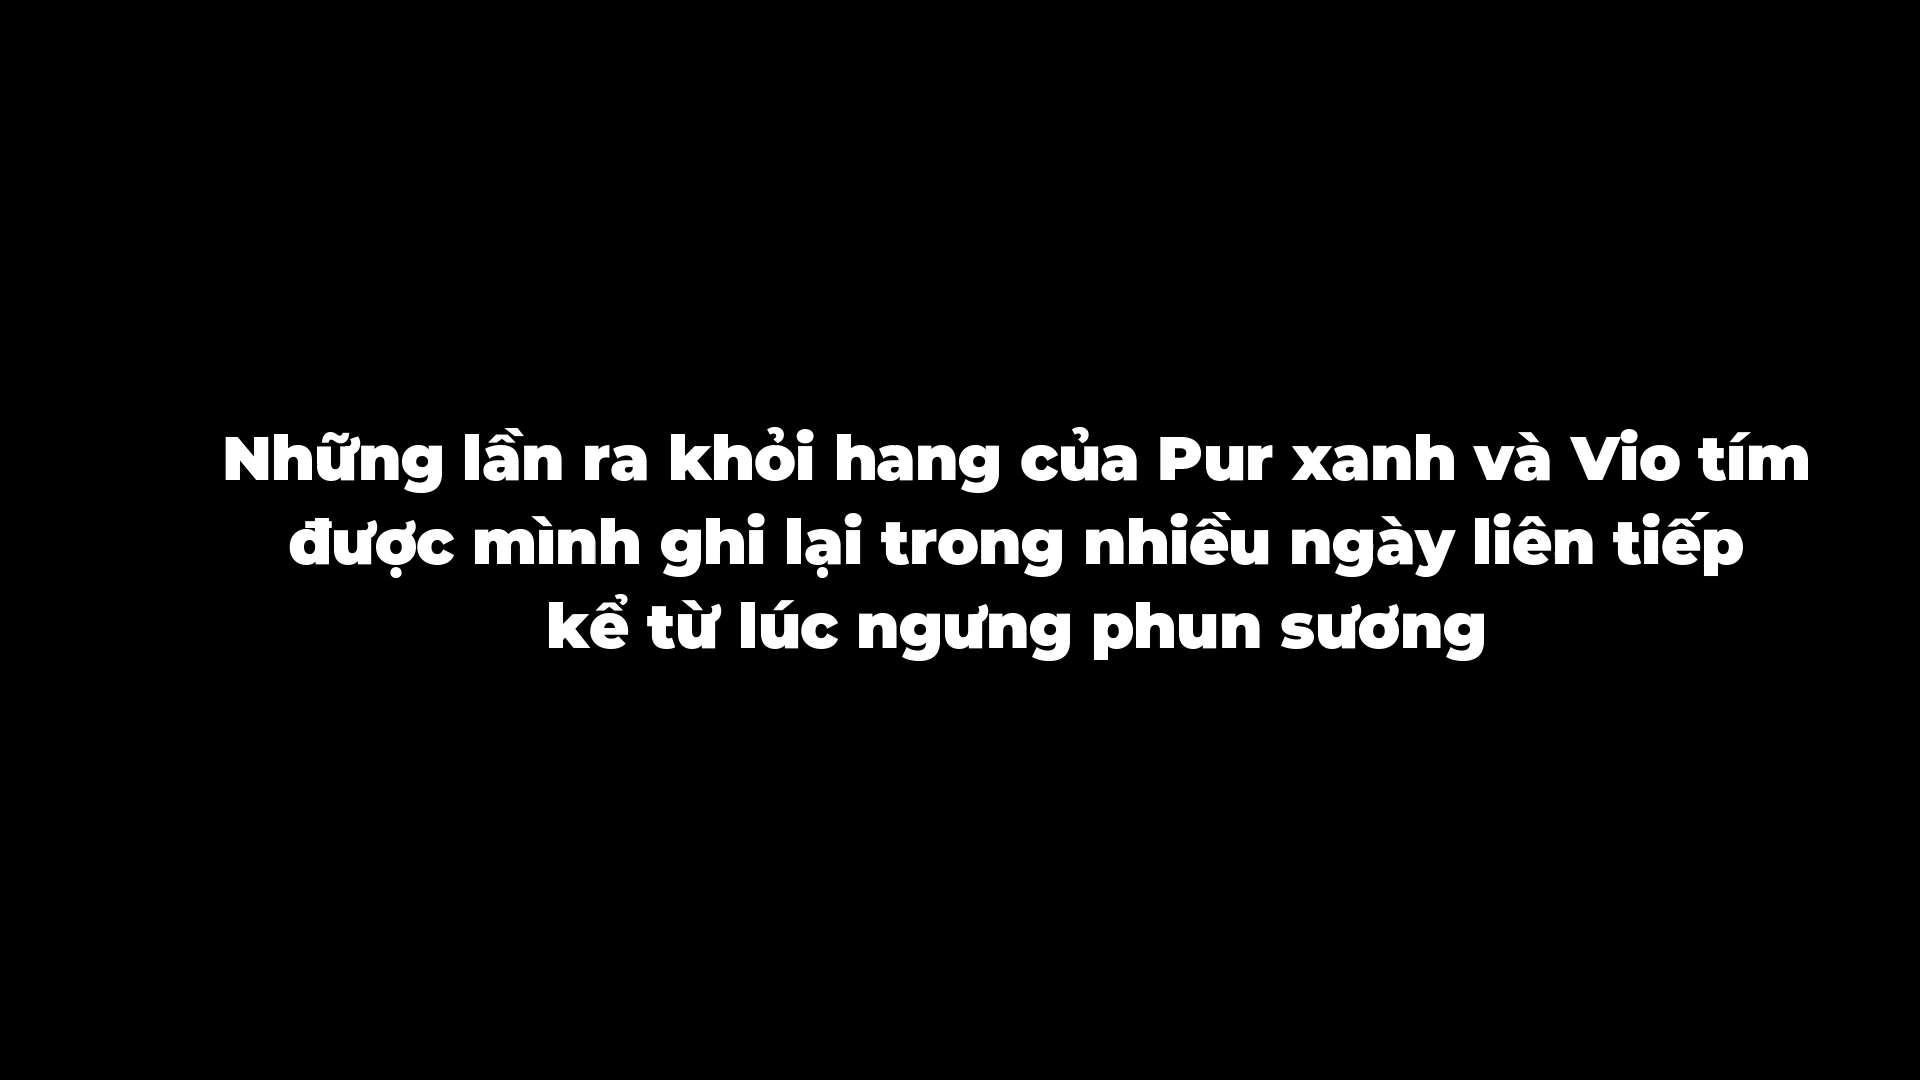 Những lần ra khỏi hang của Pur xanh và Vio tím
được mình ghi lại trong nhiều ngày liên tiếp
kể từ lúc ngưng phun sương